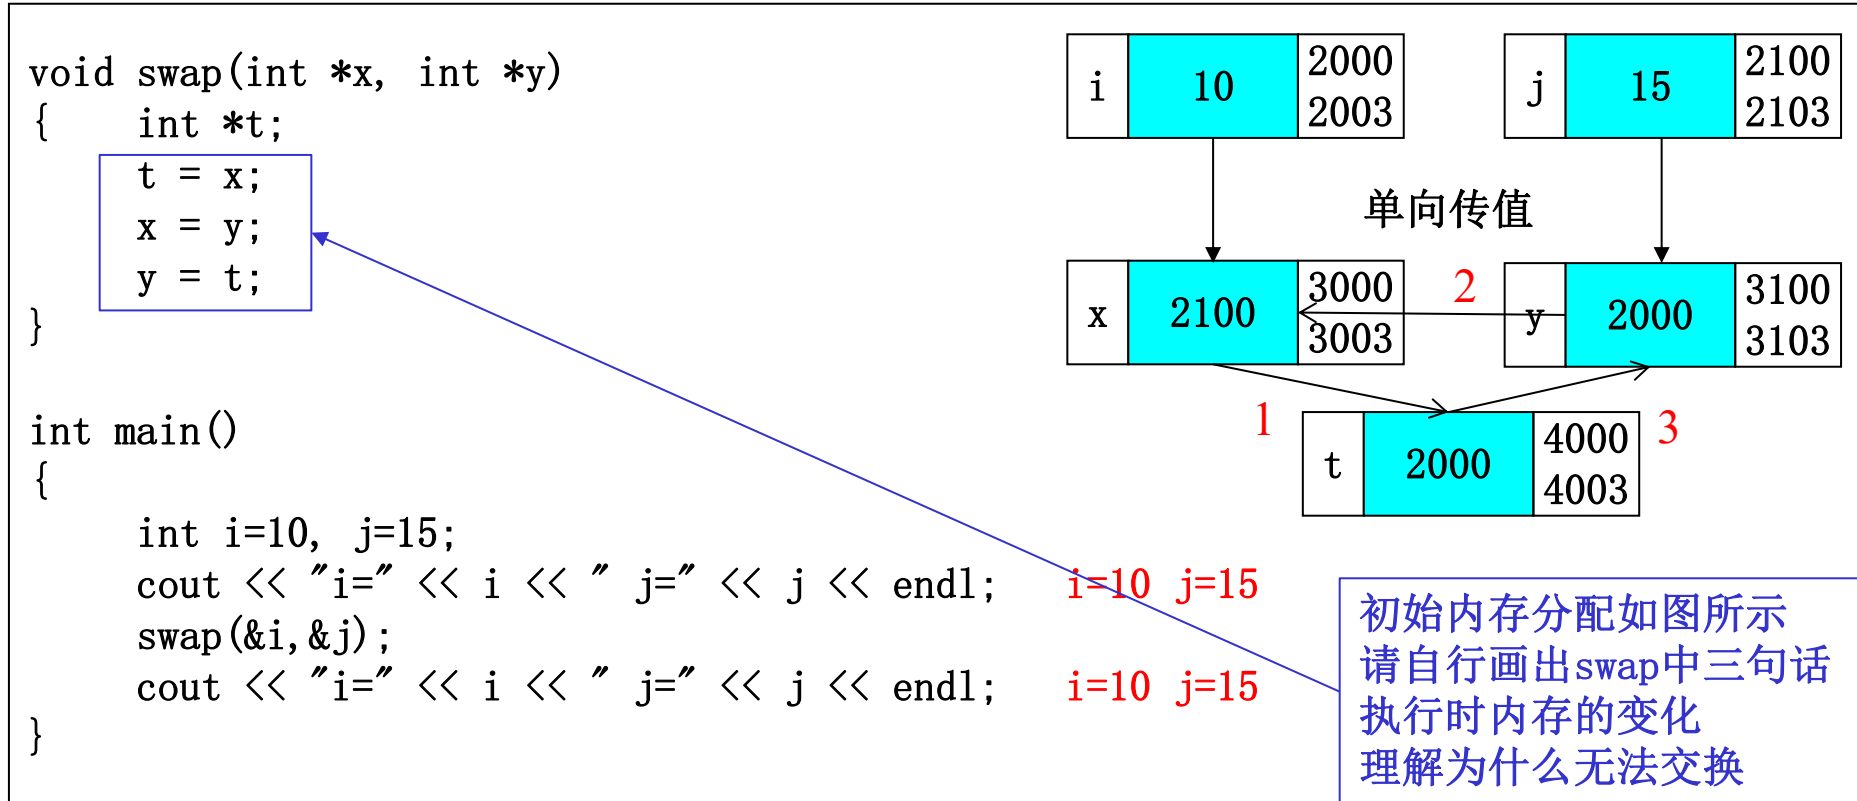 void swap(int *x, int *y)
{    int *t;
t = x;
x = y;
y = t;
}
int main()
{
int i=10, j=15;
cout << "i=" << i << " j=" << j << endl;   i=10 j=15
swap(&i,&j);
cout << "i=" << i << " j=" << j << endl;   i=10 j=15
}
i 10 2000
2003
j 15 2100
2103
单向传值
x 2100 3000
3003
2
y 2000 3100
3103
1
t 2000 4000
4003
3
初始内存分配如图所示
请自行画出swap中三句话
执行时内存的变化
理解为什么无法交换